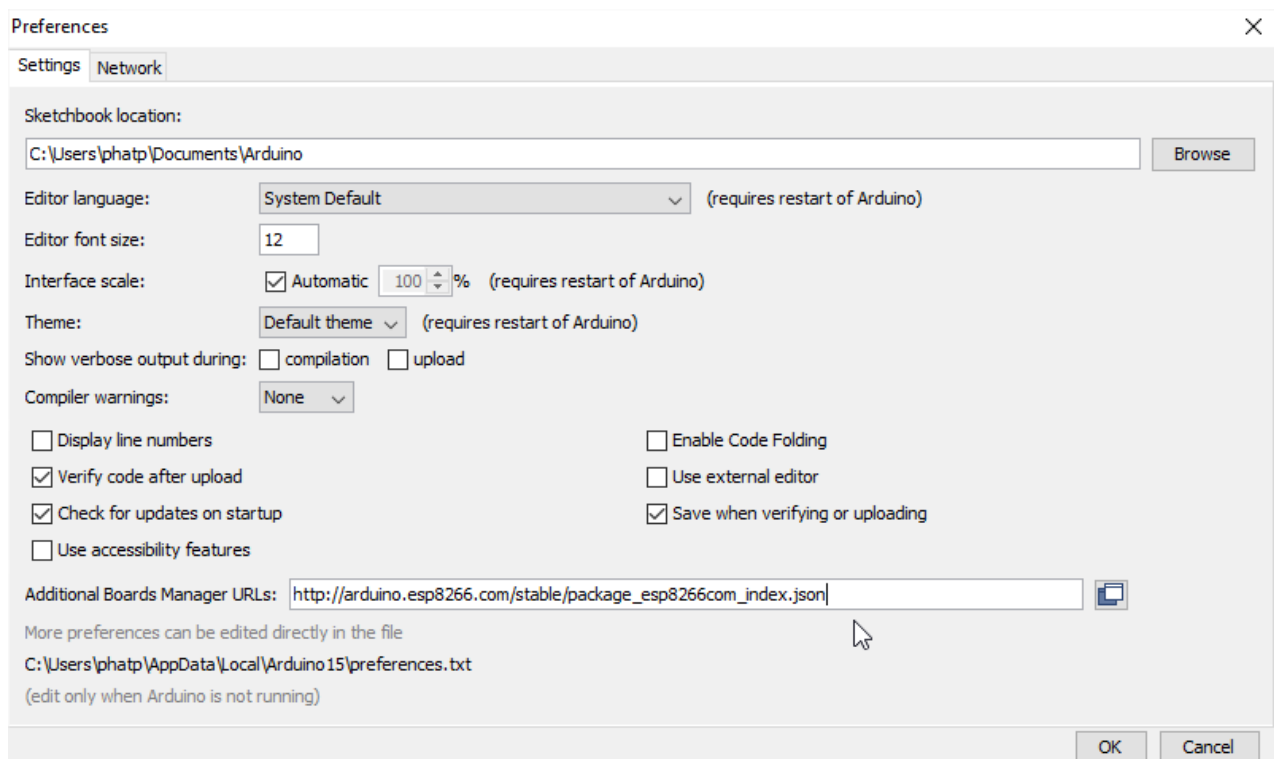 Preferences
Settings Network
Sketchbook location:
C:\Users\phatp\Documents\Arduino Browse
Editor language: System Default (requires restart of Arduino)
Editor font size: 12
Interface scale: Automatic 100 % (requires restart of Arduino)
Theme: Default theme (requires restart of Arduino)
Show verbose output during: compilation upload
Compiler warnings: None
Display line numbers Enable Code Folding
Verify code after upload Use external editor
Check for updates on startup Save when verifying or uploading
Use accessibility features
Additional Boards Manager URLs: http://arduino.esp8266.com/stable/package_esp8266com_index.json
More preferences can be edited directly in the file
C:\Users\phatp\AppData\Local\Arduino15\preferences.txt
(edit only when Arduino is not running)
OK Cancel